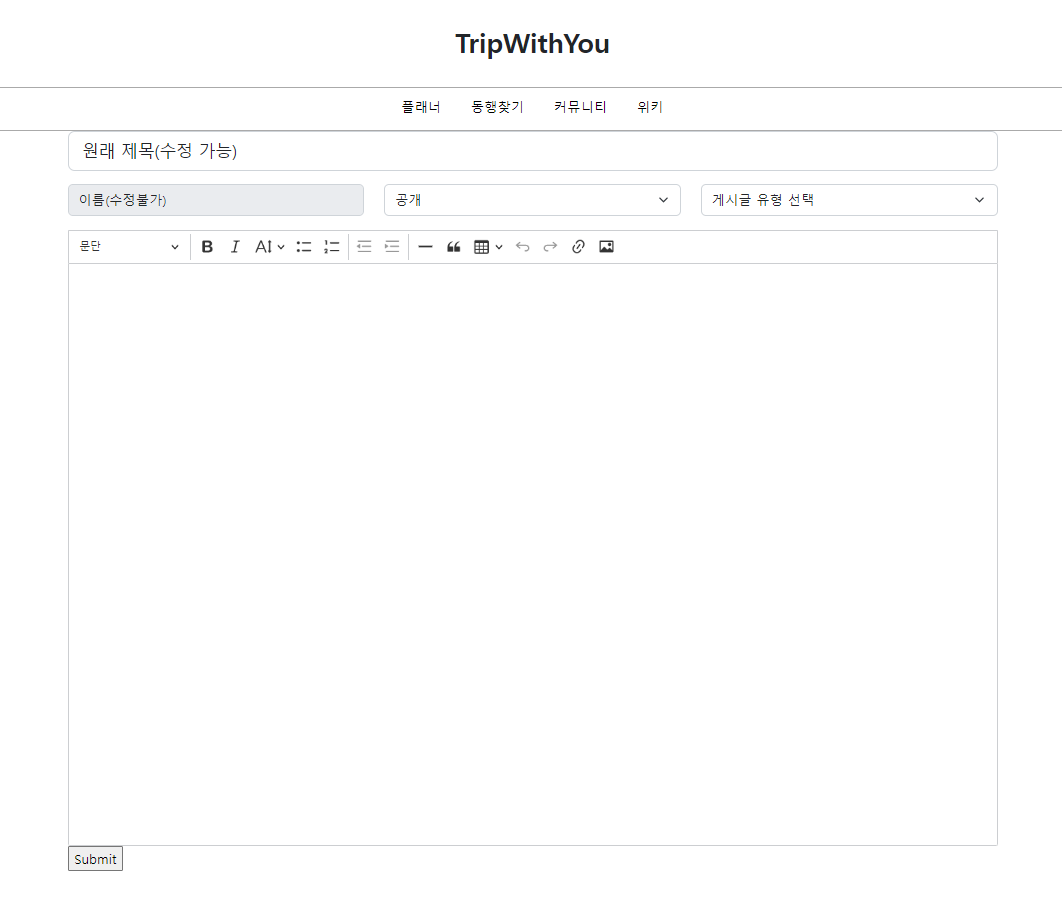 TripWithYou
플래너 동행찾기 커뮤니티 위키
원래 제목(수정 가능)
이름(수정불가) 공개 게시글 유형 선택
문단
Submit